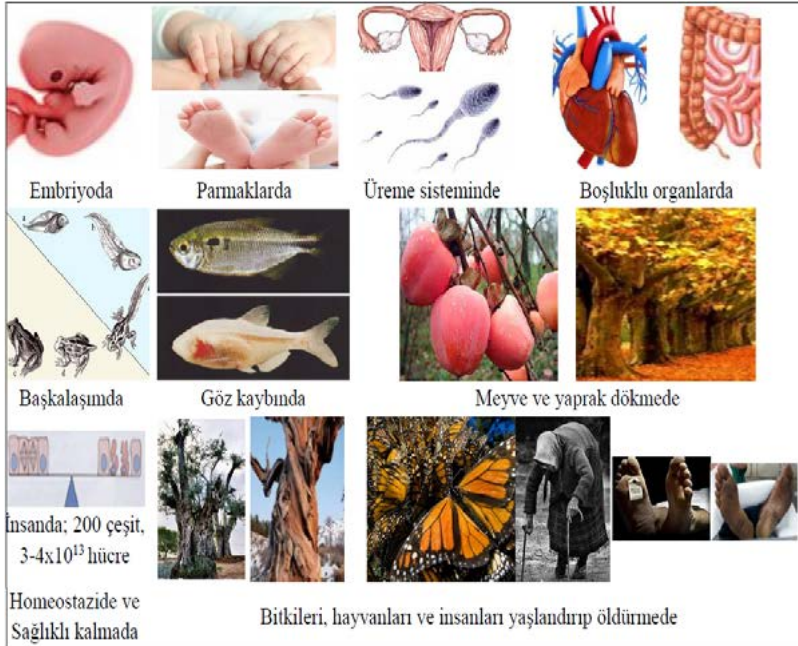 Embriyoda
Parmaklarda
Üreme sisteminde
Boşluklu organlarda
Başkalaşımda
Göz kaybında
Meyve ve yaprak dökmede
İnsanda; 200 çeşit,
3-4x10¹³ hücre
Homeostazide ve
Sağlıklı kalmada
Bitkileri, hayvanları ve insanları yaşlandırıp öldürmede